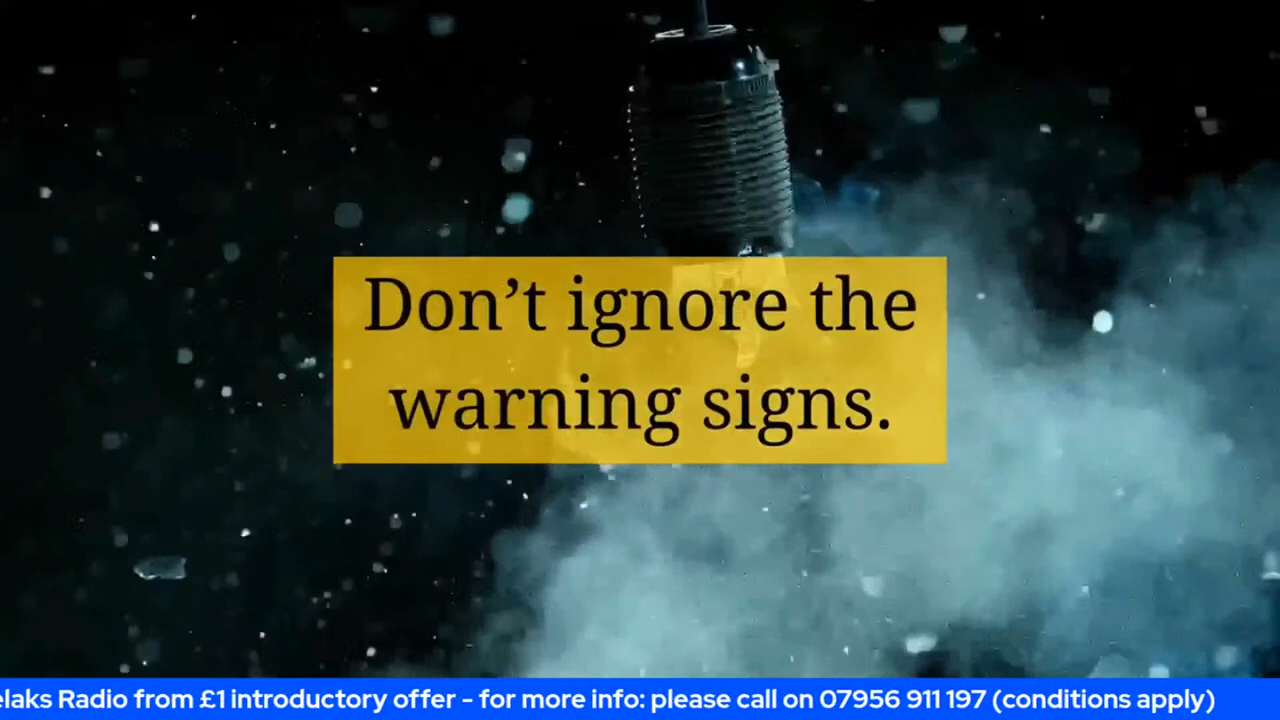 Don’t ignore the
warning signs.
elaks Radio from £1 introductory offer - for more info: please call on 07956 911 197 (conditions apply)